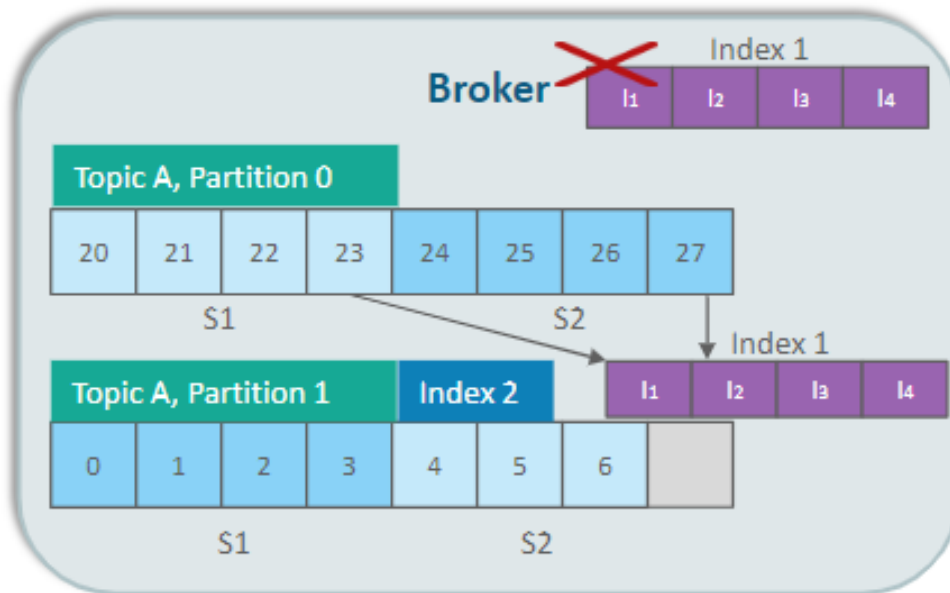 Index 1
Broker
I1 I2 I3 I4
Topic A, Partition 0
20 21 22 23 24 25 26 27
S1 S2
Index 1
Topic A, Partition 1 Index 2 I1 I2 I3 I4
0 1 2 3 4 5 6
S1 S2